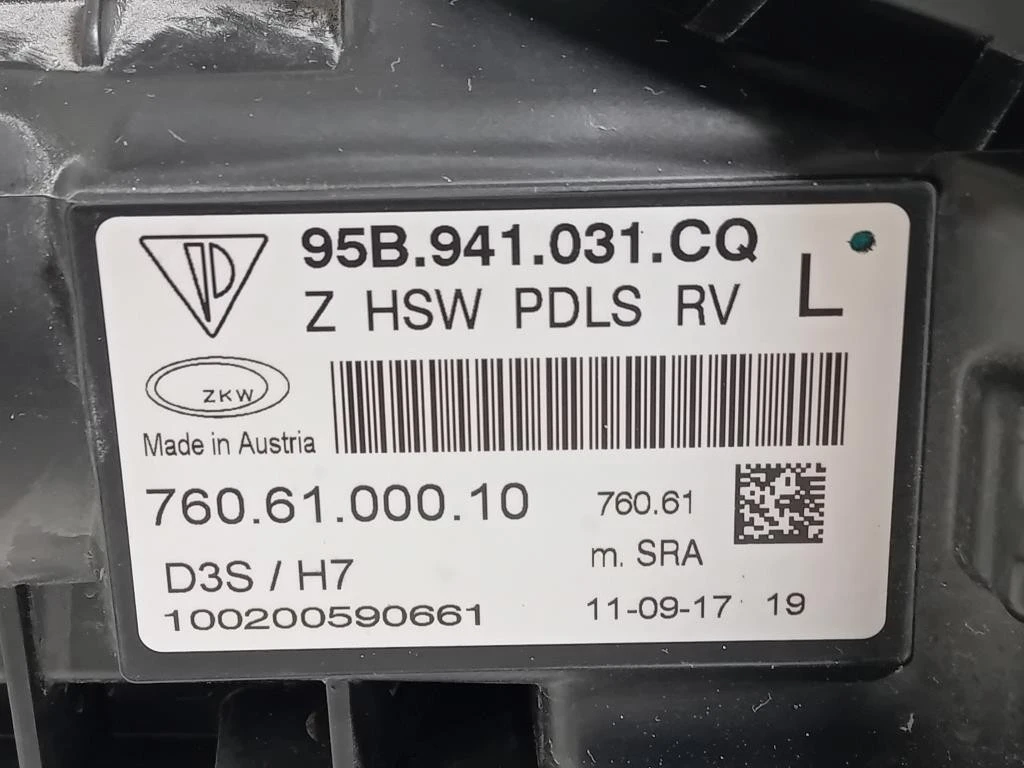 95B.941.031.CQ
Z HSW PDLS RV L
ZKW
Made in Austria
760.61.000.10
760.61
m. SRA
D3S / H7
100200590661
11-09-17 19